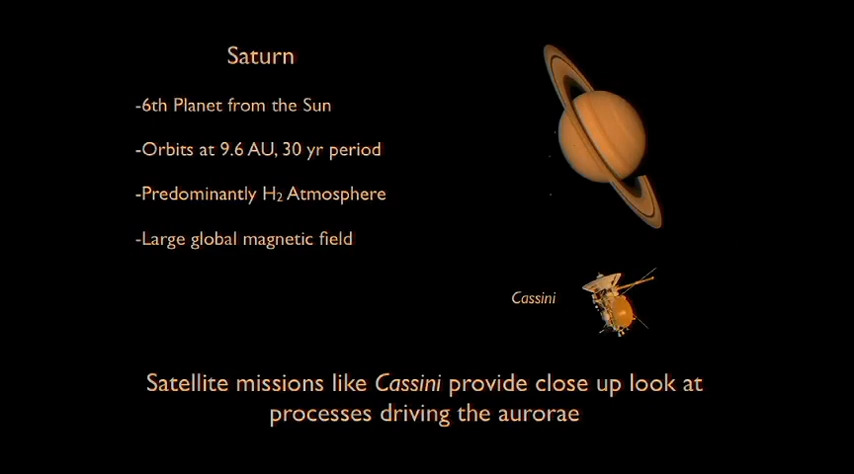 Saturn
-6th Planet from the Sun
-Orbits at 9.6 AU, 30 yr period
-Predominantly H₂ Atmosphere
-Large global magnetic field
Cassini
Satellite missions like Cassini provide close up look at
processes driving the aurorae